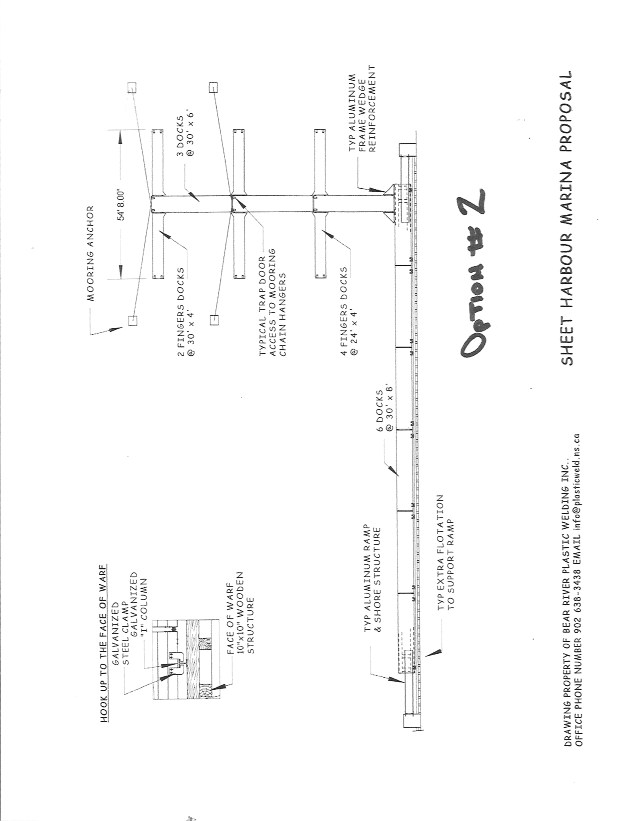 MOORING ANCHOR
54' 8.00"
3 DOCKS
@ 30' x 6'
2 FINGERS DOCKS
@ 30' x 4'
TYPICAL TRAP DOOR
ACCESS TO MOORING
CHAIN HANGERS
4 FINGERS DOCKS
@ 24' x 4'
TYP ALUMINUM
FRAME WEDGE
REINFORCEMENT
HOOK UP TO THE FACE OF WARF
GALVANIZED
STEEL CLAMP
GALVANIZED
"I" COLUMN
FACE OF WARF
10"x10" WOODEN
STRUCTURE
6 DOCKS
@ 30' x 6'
TYP ALUMINUM RAMP
& SHORE STRUCTURE
TYP EXTRA FLOTATION
TO SUPPORT RAMP
OPTION # 2
SHEET HARBOUR MARINA PROPOSAL
DRAWING PROPERTY OF BEAR RIVER PLASTIC WELDING INC..
OFFICE PHONE NUMBER 902 638-3438 EMAIL info@plasticweld.ns.ca